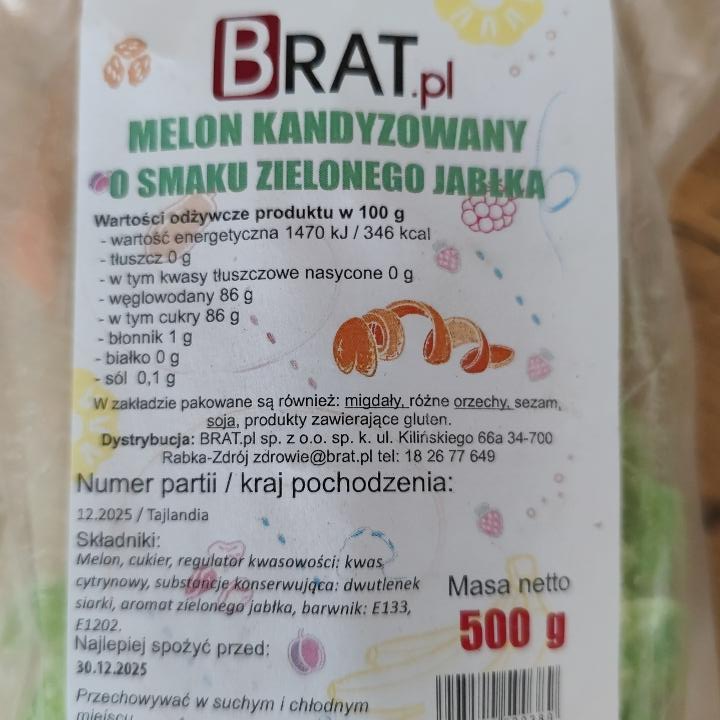 BRAT.pl
MELON KANDYZOWANY
O SMAKU ZIELONEGO JABŁKA
Wartości odżywcze produktu w 100 g
- wartość energetyczna 1470 kJ / 346 kcal
- tłuszcz 0 g
- w tym kwasy tłuszczowe nasycone 0 g
- węglowodany 86 g
- w tym cukry 86 g
- błonnik 1 g
- białko 0 g
- sól 0,1 g
W zakładzie pakowane są również: migdały, różne orzechy, sezam,
soja, produkty zawierające gluten.
Dystrybucja: BRAT.pl sp. z o.o. sp. k. ul. Kilińskiego 66a 34-700
Rabka-Zdrój zdrowie@brat.pl tel: 18 26 77 649
Numer partii / kraj pochodzenia:
12.2025 / Tajlandia
Składniki:
Melon, cukier, regulator kwasowości: kwas
cytrynowy, substancje konserwująca: dwutlenek
siarki, aromat zielonego jabłka, barwnik: E133,
E1202.
Masa netto
500 g
Najlepiej spożyć przed:
30.12.2025
Przechowywać w suchym i chłodnym
miejscu